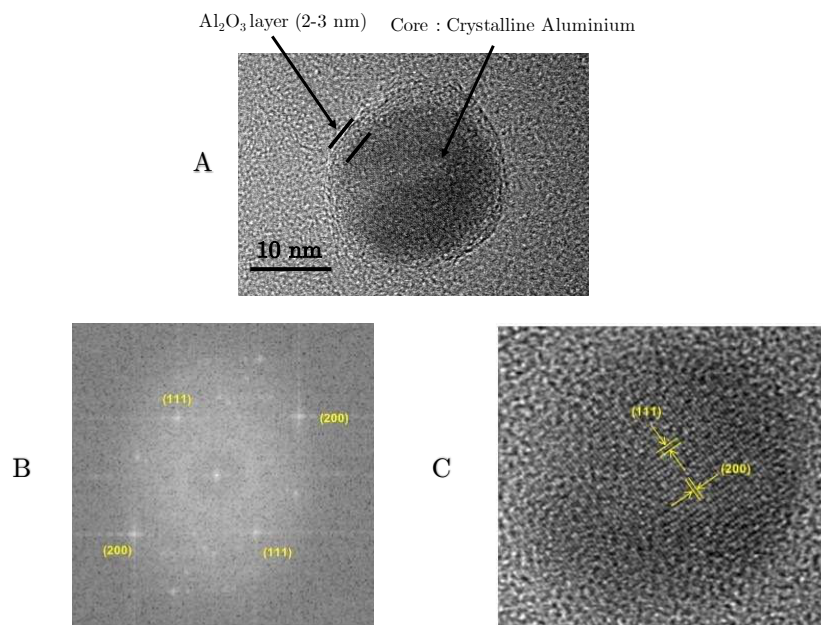 Al₂O₃ layer (2-3 nm)
Core : Crystalline Aluminium
A
10 nm
B
(111)
(200)
(200)
(111)
C
(111)
(200)